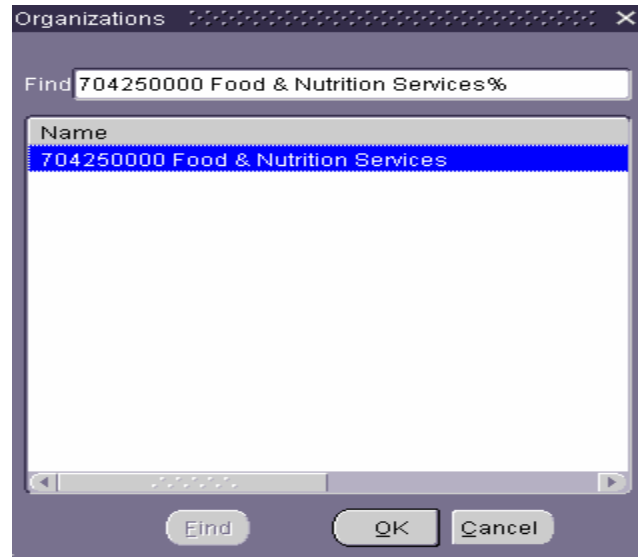 Organizations
Find 704250000 Food & Nutrition Services%
Name
704250000 Food & Nutrition Services
Find OK Cancel